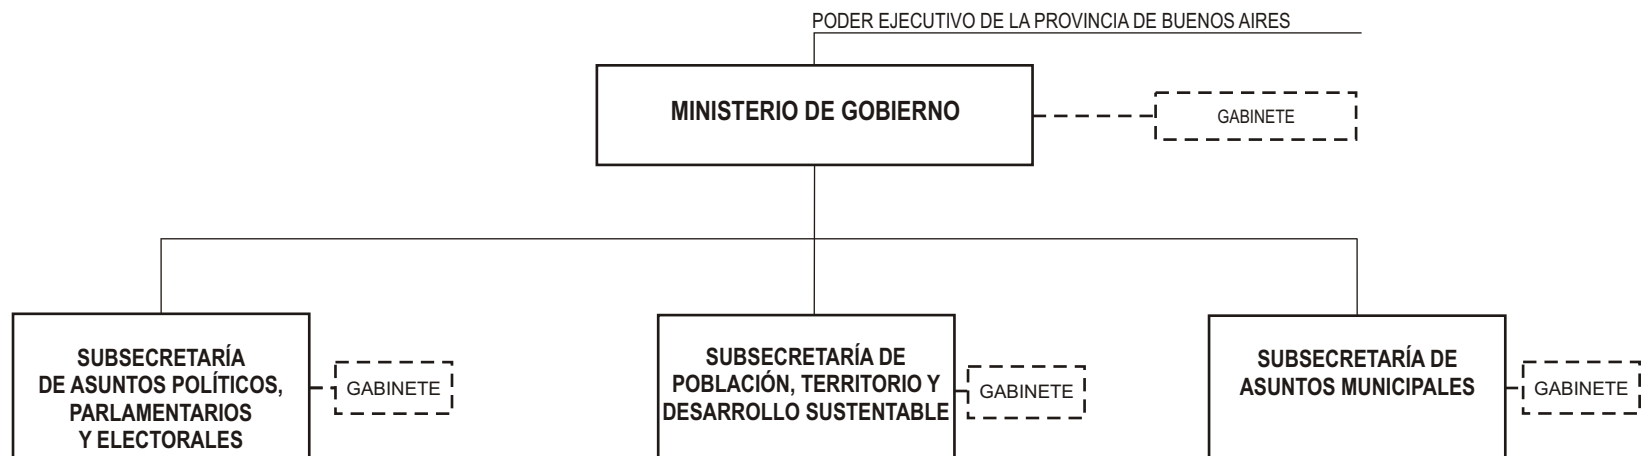 PODER EJECUTIVO DE LA PROVINCIA DE BUENOS AIRES
MINISTERIO DE GOBIERNO
GABINETE
SUBSECRETARÍA
DE ASUNTOS POLÍTICOS,
PARLAMENTARIOS
Y ELECTORALES
GABINETE
SUBSECRETARÍA DE
POBLACIÓN, TERRITORIO Y
DESARROLLO SUSTENTABLE
GABINETE
SUBSECRETARÍA DE
ASUNTOS MUNICIPALES
GABINETE